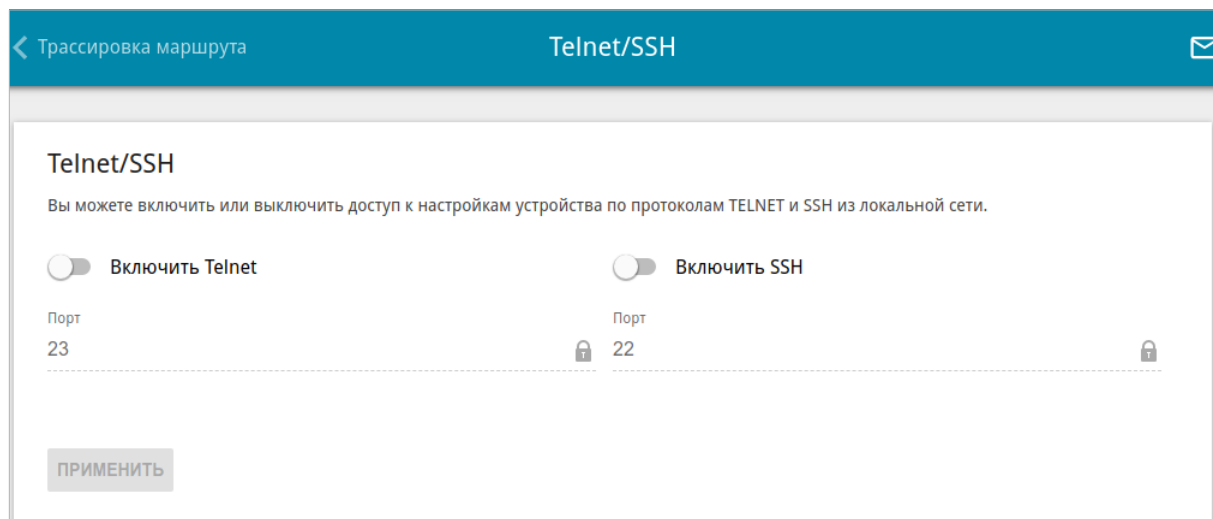 Трассировка маршрута
Telnet/SSH
Telnet/SSH
Вы можете включить или выключить доступ к настройкам устройства по протоколам TELNET и SSH из локальной сети.
Включить Telnet
Включить SSH
Порт
Порт
23
22
ПРИМЕНИТЬ